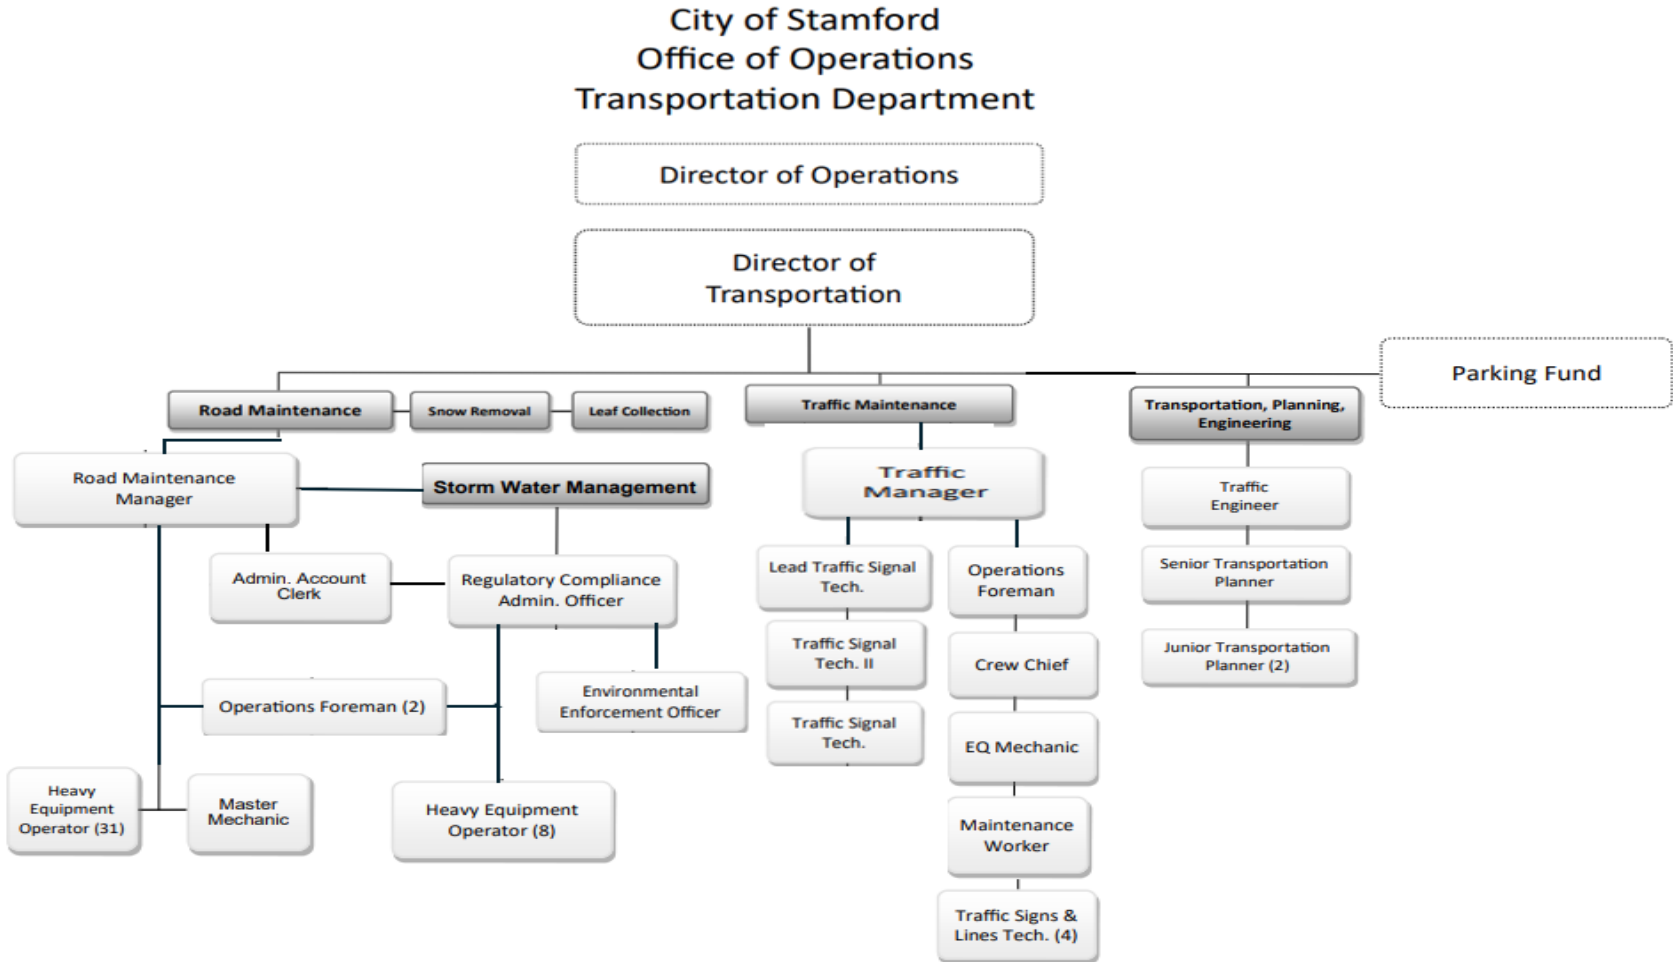 City of Stamford
Office of Operations
Transportation Department
Director of Operations
Director of
Transportation
Parking Fund
Road Maintenance
Snow Removal
Leaf Collection
Traffic Maintenance
Transportation, Planning,
Engineering
Road Maintenance
Manager
Storm Water Management
Traffic
Manager
Traffic
Engineer
Admin. Account
Clerk
Regulatory Compliance
Admin. Officer
Lead Traffic Signal
Tech.
Operations
Foreman
Senior Transportation
Planner
Traffic Signal
Tech. II
Crew Chief
Junior Transportation
Planner (2)
Operations Foreman (2)
Environmental
Enforcement Officer
Traffic Signal
Tech.
EQ Mechanic
Heavy
Equipment
Operator (31)
Master
Mechanic
Heavy Equipment
Operator (8)
Maintenance
Worker
Traffic Signs &
Lines Tech. (4)